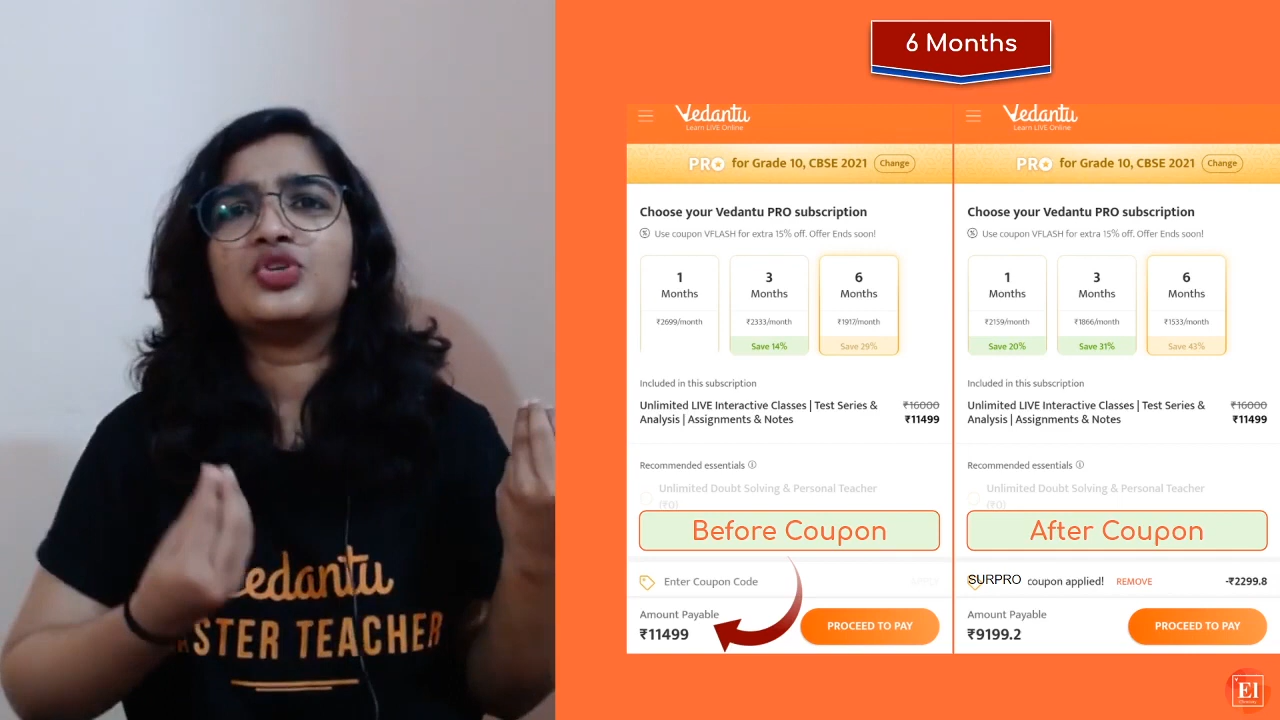 6 Months
Vedantu
Learn LIVE Online
PRO for Grade 10, CBSE 2021 Change
Choose your Vedantu PRO subscription
Use coupon VFLASH for extra 15% off. Offer Ends soon!
1
Months
₹2699/month
3
Months
₹2333/month
Save 14%
6
Months
₹1917/month
Save 29%
Included in this subscription
Unlimited LIVE Interactive Classes | Test Series &
Analysis | Assignments & Notes
₹16000
₹11499
Recommended essentials
Unlimited Doubt Solving & Personal Teacher
(₹0)
Before Coupon
Enter Coupon Code
APPLY
Amount Payable
₹11499
PROCEED TO PAY
Vedantu
Learn LIVE Online
PRO for Grade 10, CBSE 2021 Change
Choose your Vedantu PRO subscription
Use coupon VFLASH for extra 15% off. Offer Ends soon!
1
Months
₹2159/month
Save 20%
3
Months
₹1866/month
Save 31%
6
Months
₹1533/month
Save 43%
Included in this subscription
Unlimited LIVE Interactive Classes | Test Series &
Analysis | Assignments & Notes
₹16000
₹11499
Recommended essentials
Unlimited Doubt Solving & Personal Teacher
(₹0)
After Coupon
SURPRO coupon applied! REMOVE -₹2299.8
Amount Payable
₹9199.2
PROCEED TO PAY
edantu
STER TEACHER
EI